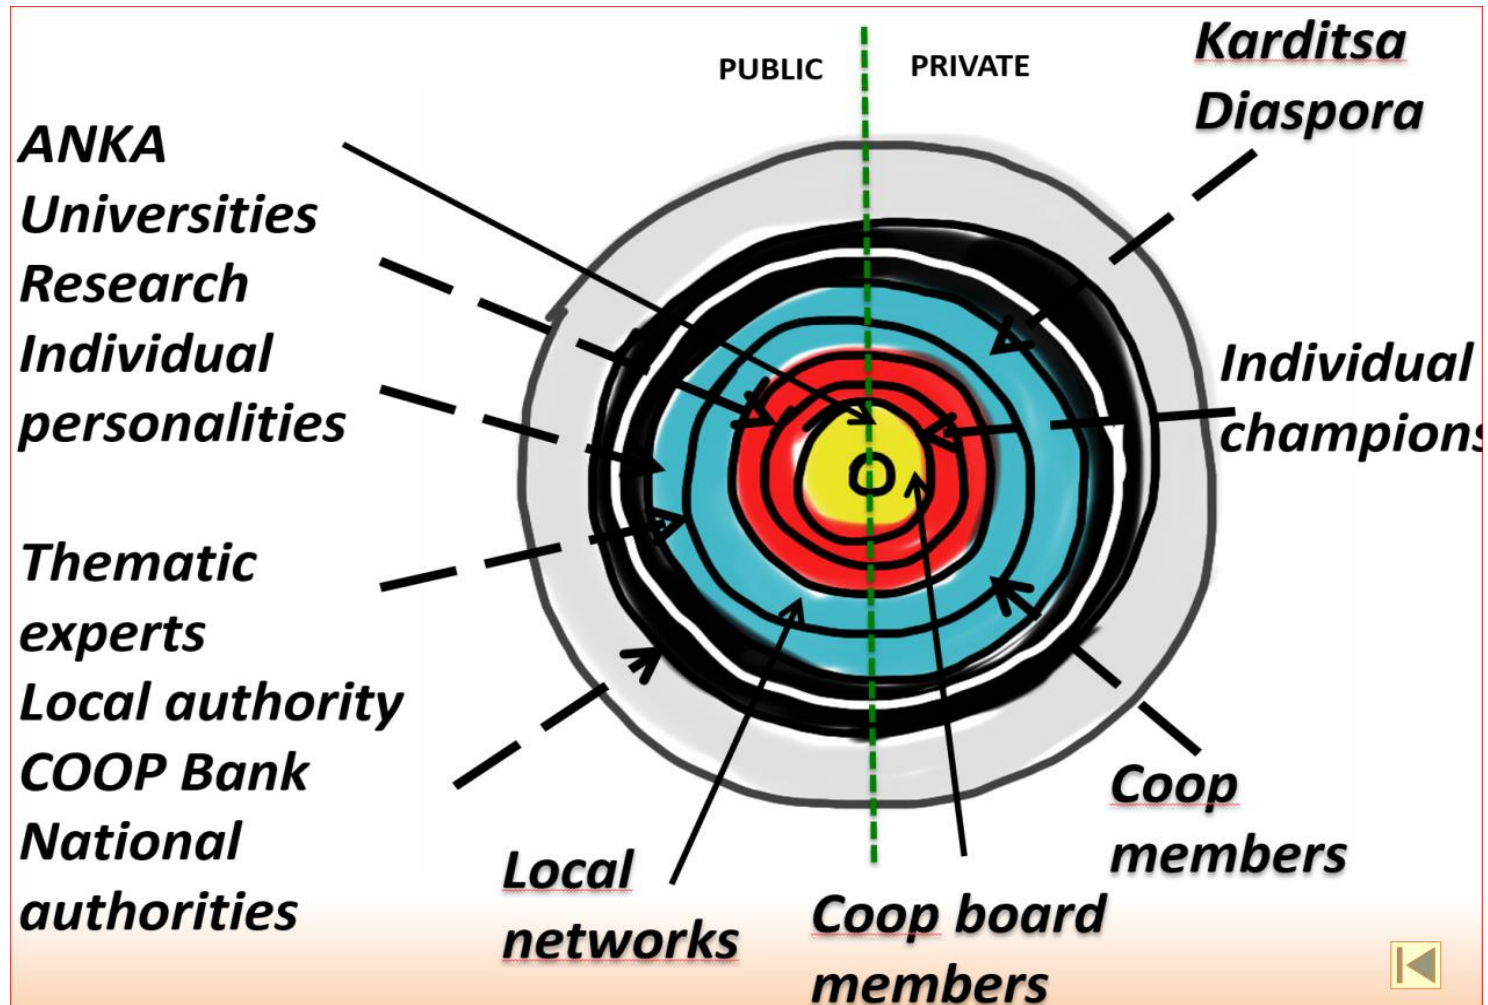 PUBLIC
PRIVATE
Karditsa
Diaspora
ANKA
Universities
Research
Individual
personalities
Individual
champions
Thematic
experts
Local authority
COOP Bank
National
authorities
Local
networks
Coop board
members
Coop
members